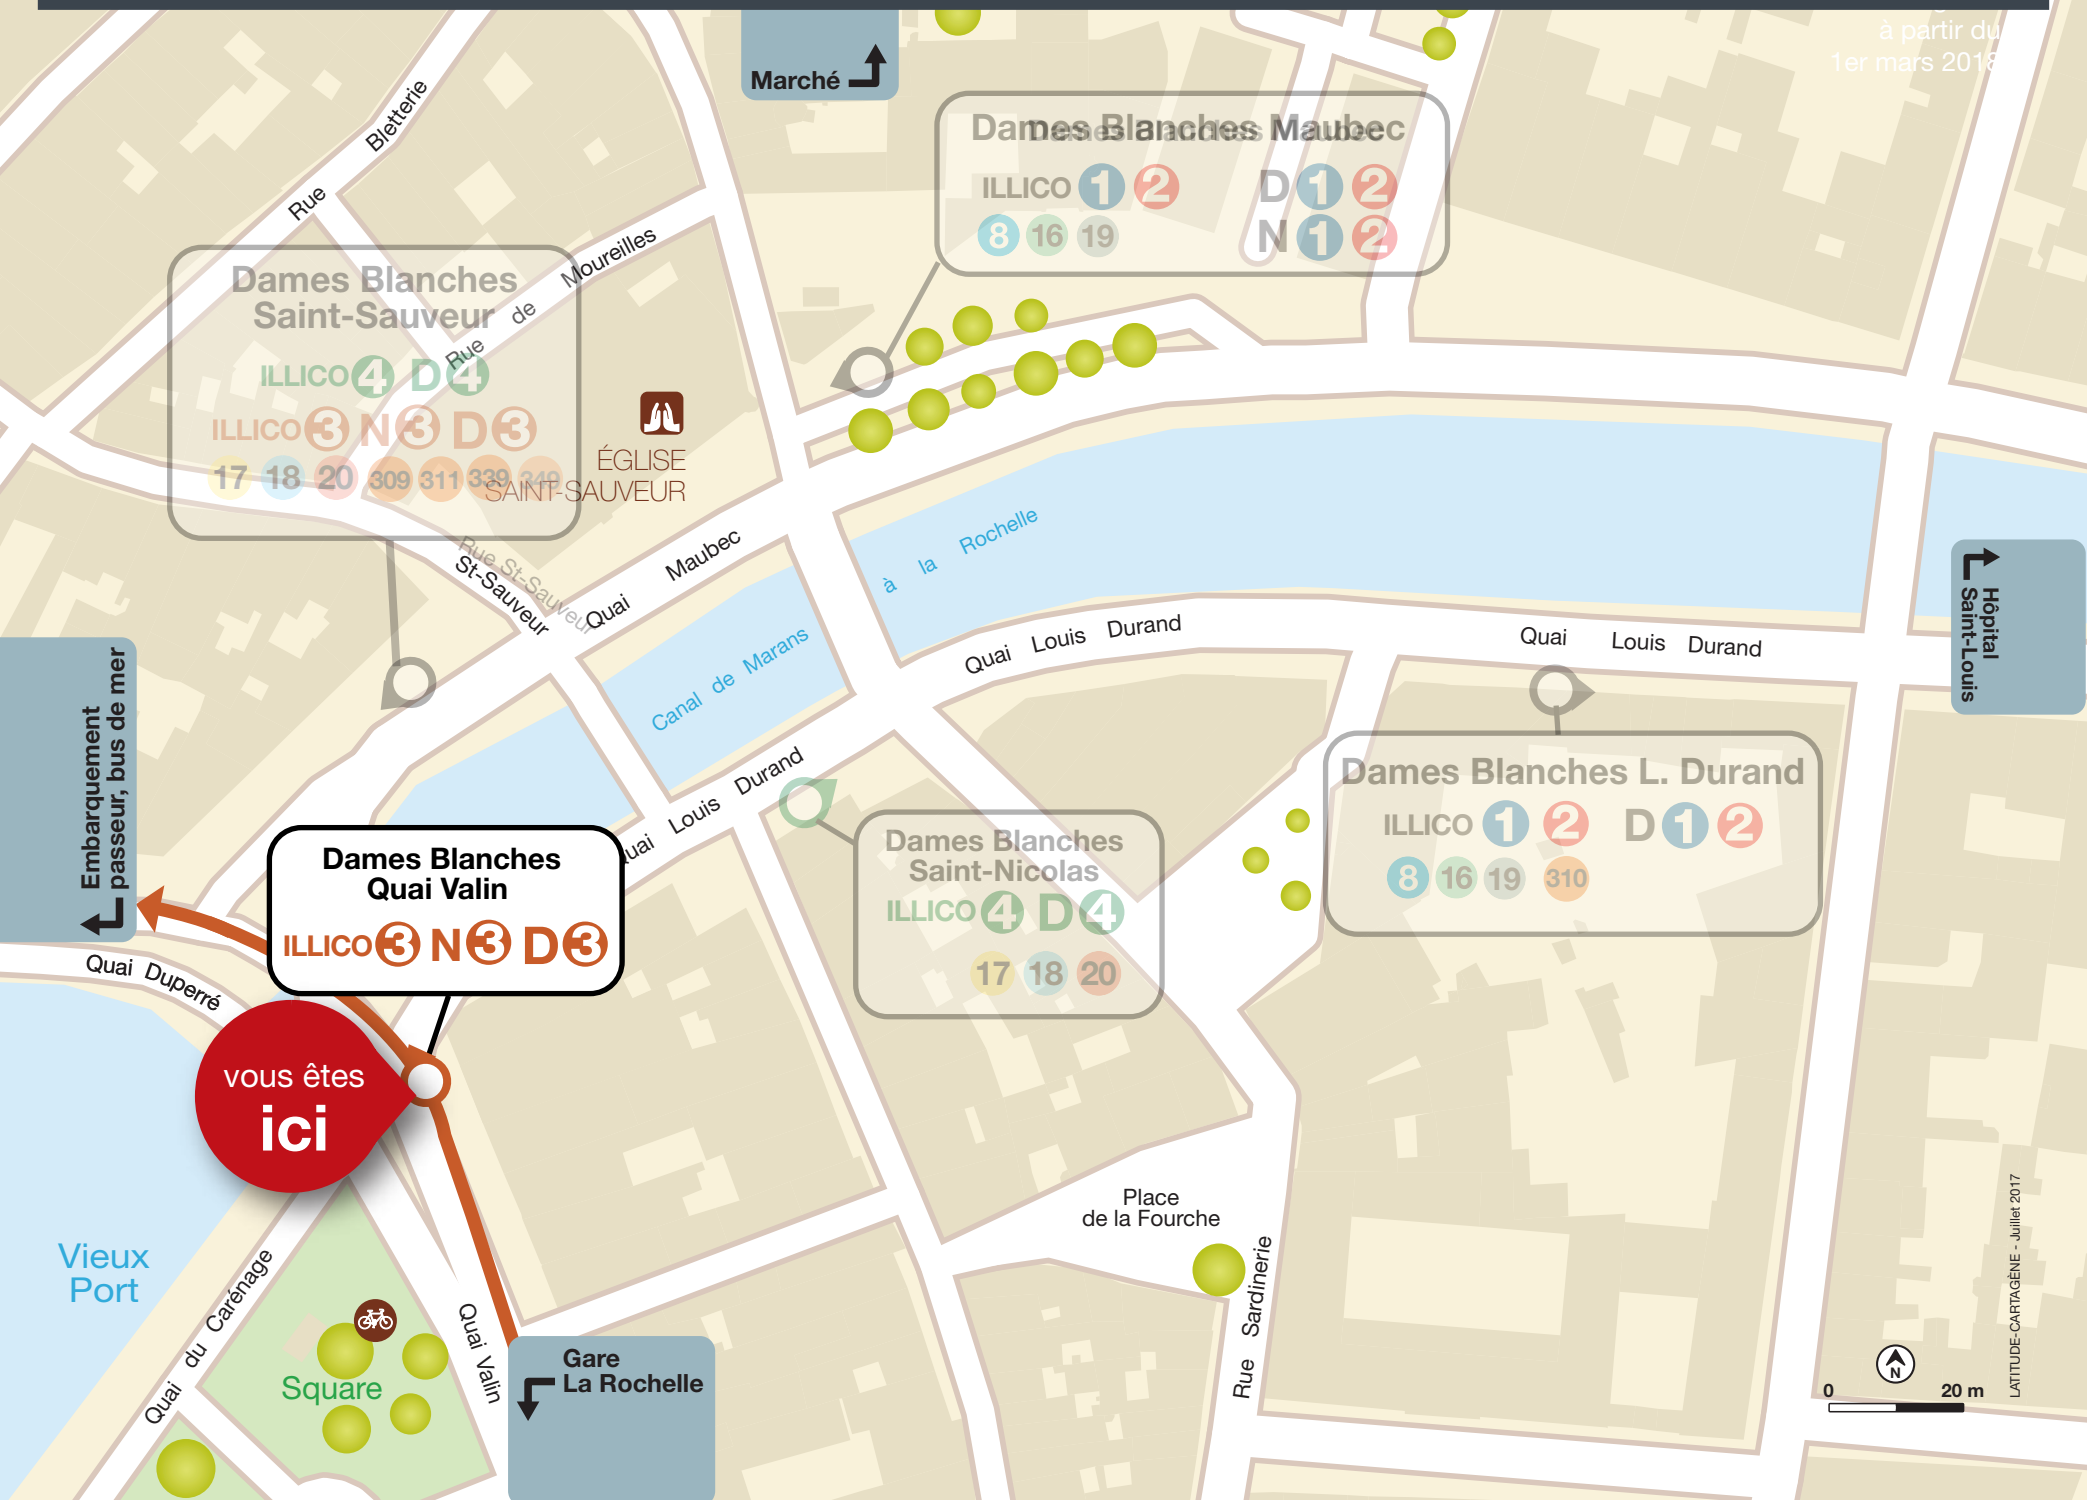 à partir du
1er mars 2018
Marché
Dames Blanches Maubec
ILLICO 1 2 D 1 2
8 16 19 N 1 2
Rue Bletterie
Rue de Moureilles
Dames Blanches
Saint-Sauveur
ILLICO 4 D 4
ILLICO 3 N 3 D 3
17 18 20 309 311 339 349
ÉGLISE
SAINT-SAUVEUR
Rue St-Sauveur
St-Sauveur
Quai Maubec
Canal de Marans
à la Rochelle
Quai Louis Durand
Quai Louis Durand
Hôpital
Saint-Louis
Embarquement
passeur, bus de mer
Quai Louis Durand
Dames Blanches L. Durand
ILLICO 1 2 D 1 2
8 16 19 310
Dames Blanches
Saint-Nicolas
ILLICO 4 D 4
17 18 20
Dames Blanches
Quai Valin
ILLICO 3 N 3 D 3
Quai Duperré
vous êtes
ici
Vieux
Port
Quai du Carénage
Square
Quai Valin
Gare
La Rochelle
Place
de la Fourche
Rue Sardinerie
N
0 20 m
LATITUDE-CARTAGÈNE - Juillet 2017